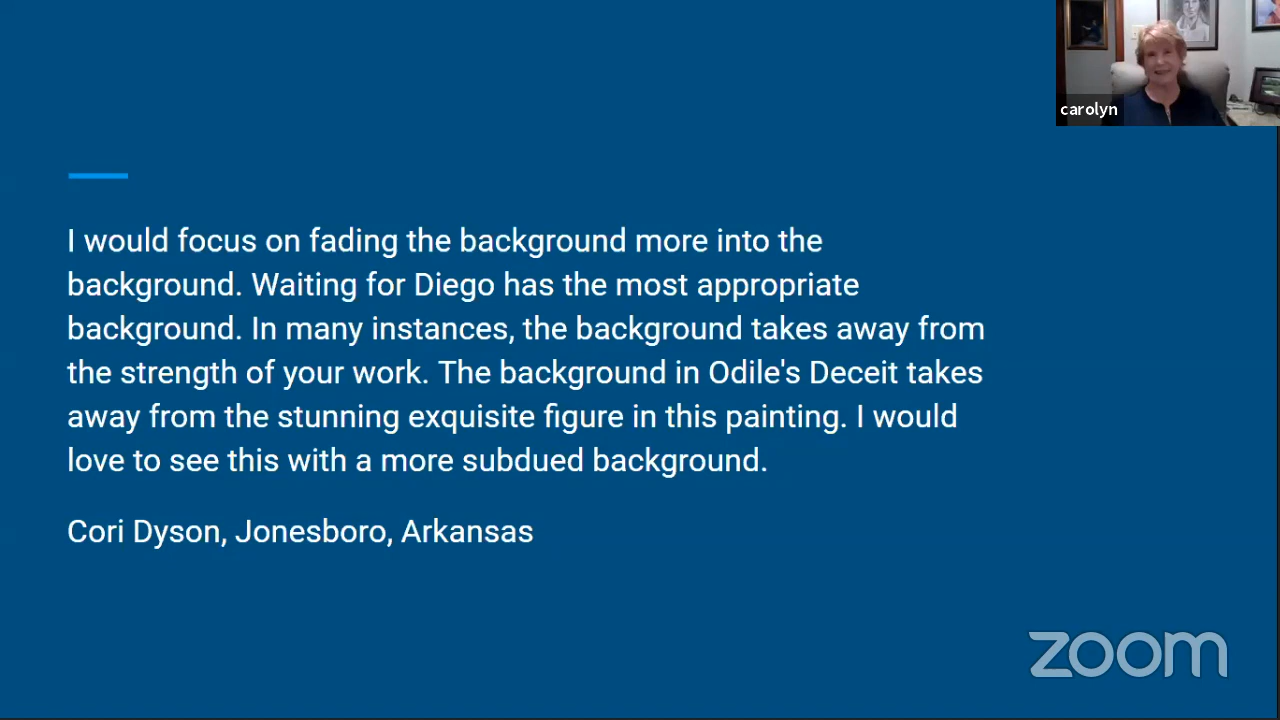 carolyn
I would focus on fading the background more into the
background. Waiting for Diego has the most appropriate
background. In many instances, the background takes away from
the strength of your work. The background in Odile's Deceit takes
away from the stunning exquisite figure in this painting. I would
love to see this with a more subdued background.
Cori Dyson, Jonesboro, Arkansas
zoom